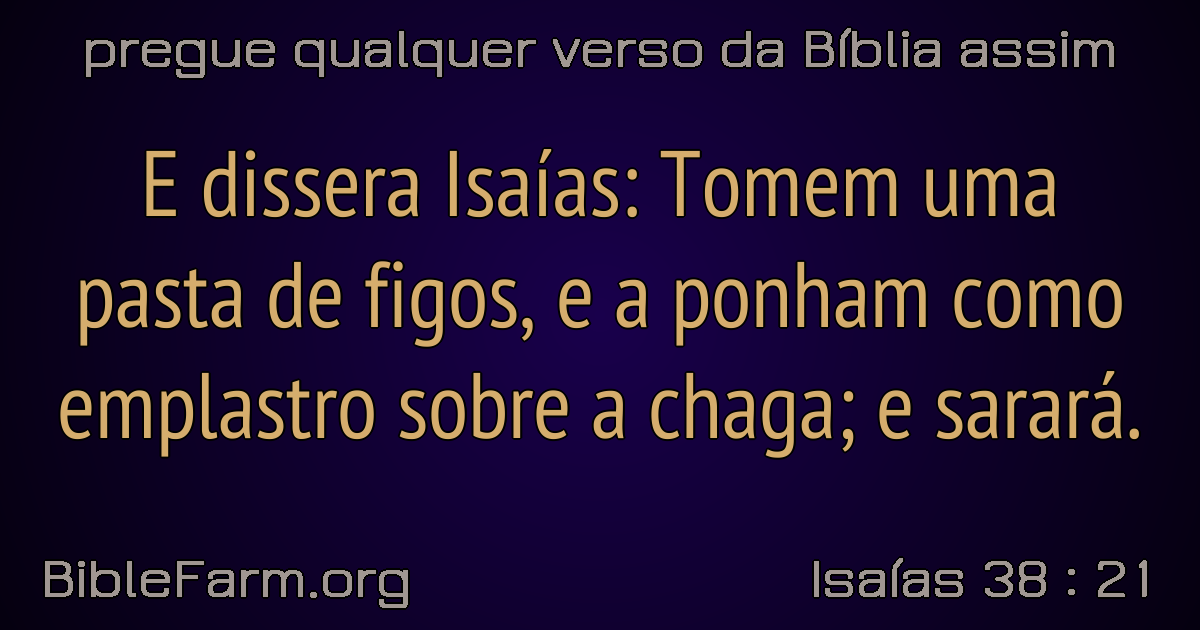 pregue qualquer verso da Bíblia assim
E dissera Isaías: Tomem uma
pasta de figos, e a ponham como
emplastro sobre a chaga; e sarará.
BibleFarm.org
Isaías 38 : 21